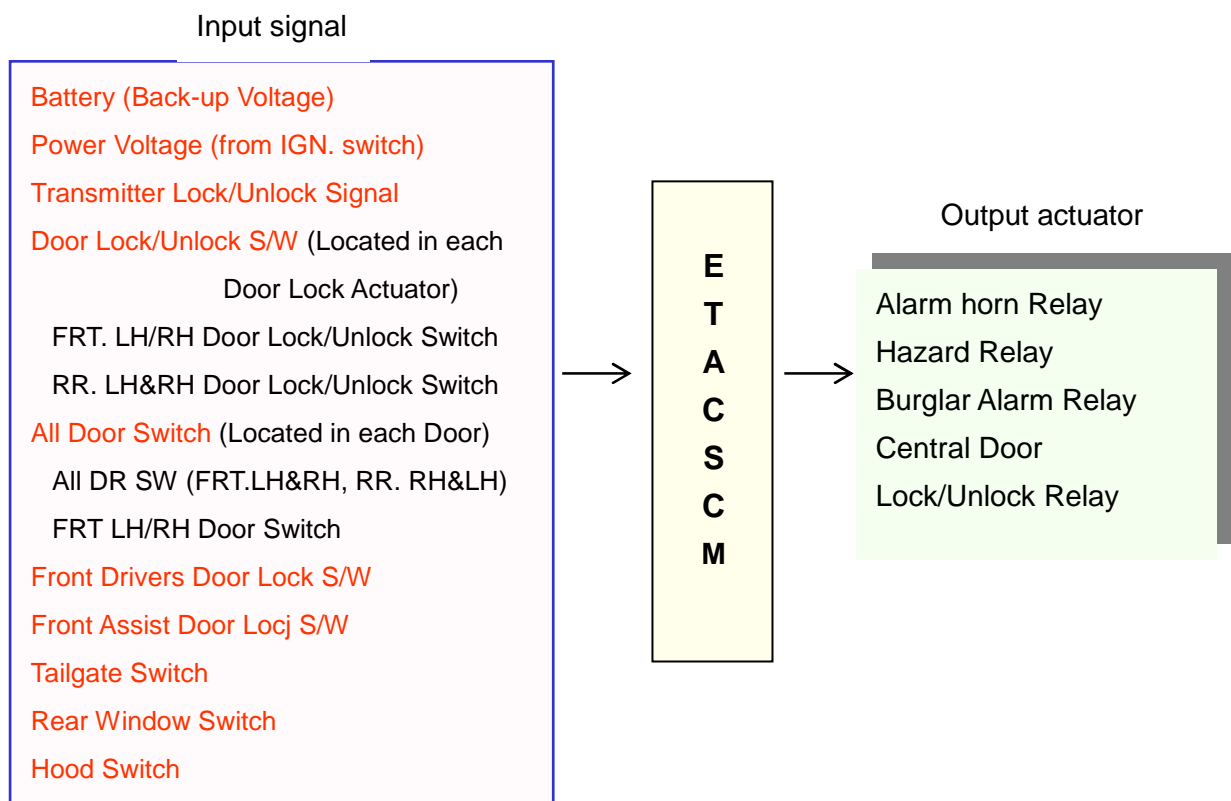 Input signal
Battery (Back-up Voltage)
Power Voltage (from IGN. switch)
Transmitter Lock/Unlock Signal
Door Lock/Unlock S/W (Located in each
Door Lock Actuator)
FRT. LH/RH Door Lock/Unlock Switch
RR. LH&RH Door Lock/Unlock Switch
All Door Switch (Located in each Door)
All DR SW (FRT.LH&RH, RR. RH&LH)
FRT LH/RH Door Switch
Front Drivers Door Lock S/W
Front Assist Door Locj S/W
Tailgate Switch
Rear Window Switch
Hood Switch
E
T
A
C
S
C
M
Output actuator
Alarm horn Relay
Hazard Relay
Burglar Alarm Relay
Central Door
Lock/Unlock Relay